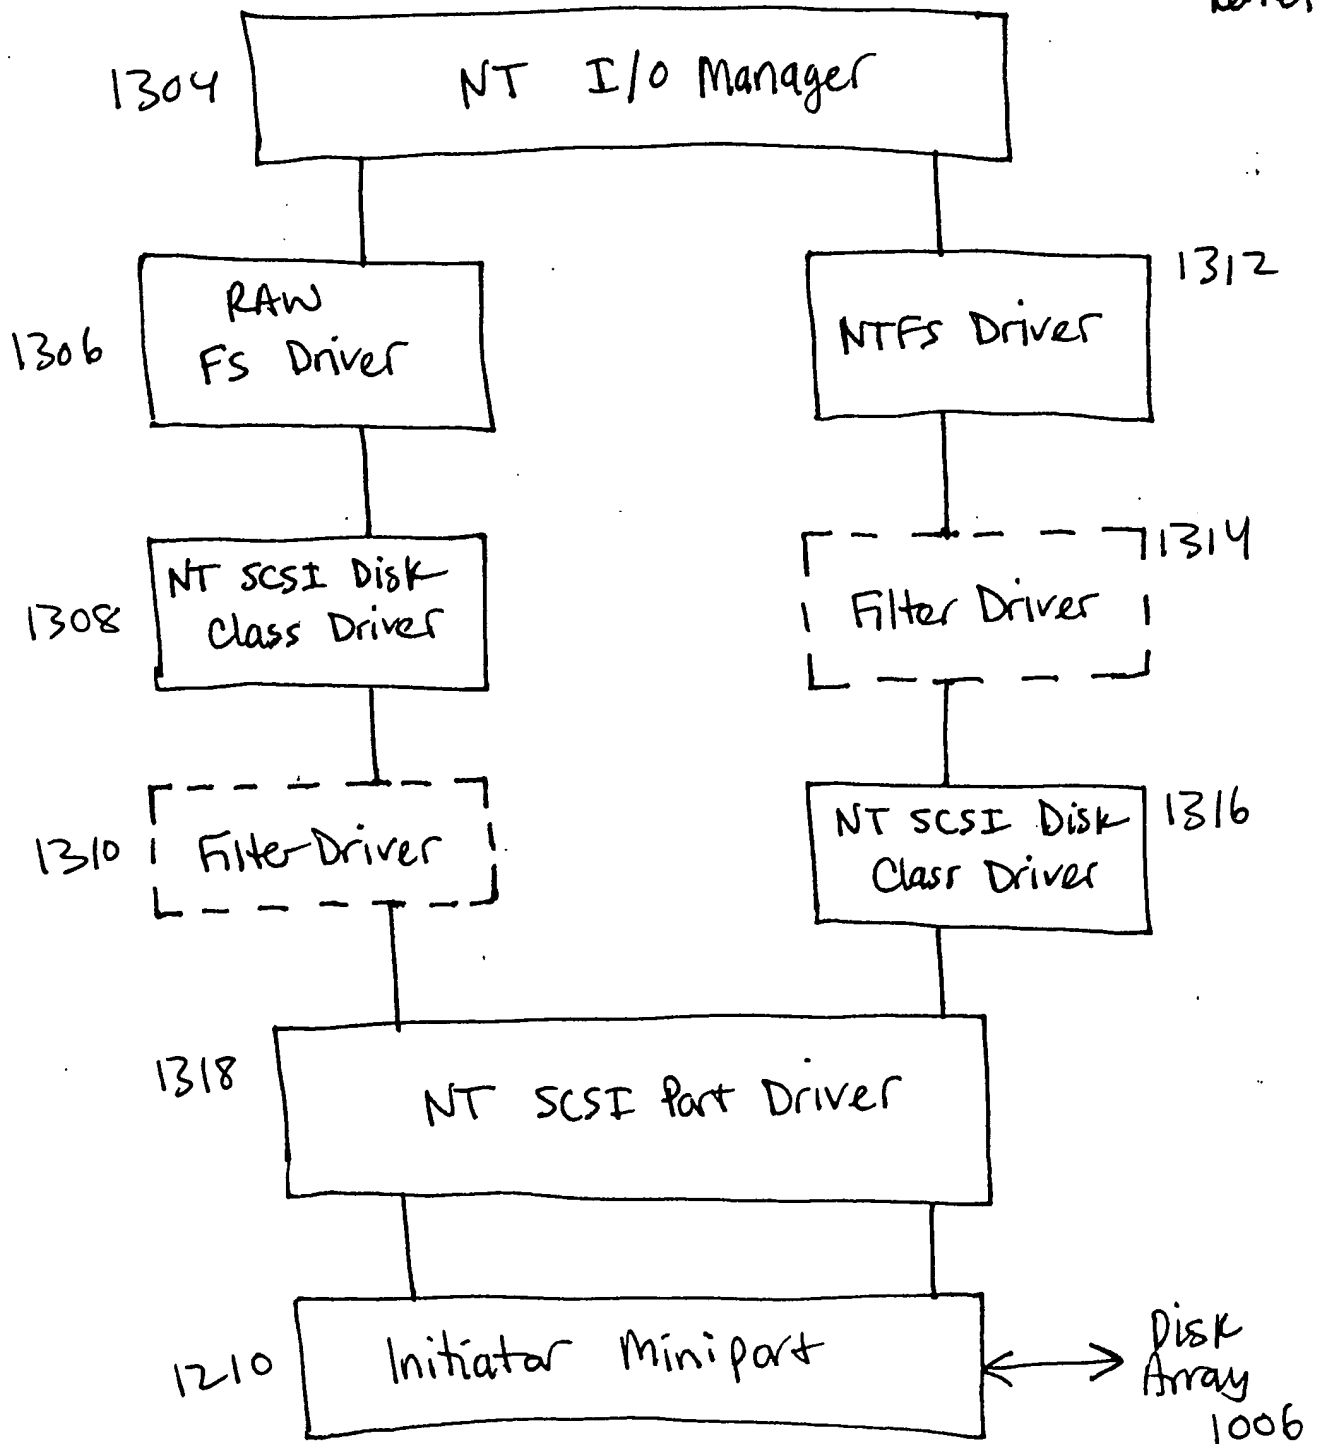 1304
NT I/O Manager
1306
RAW
FS Driver
1312
NTFS Driver
1308
NT SCSI Disk
Class Driver
1314
Filter Driver
1310
Filter Driver
1316
NT SCSI Disk
Class Driver
1318
NT SCSI Port Driver
1210
Initiator Miniport
Disk
Array
1006